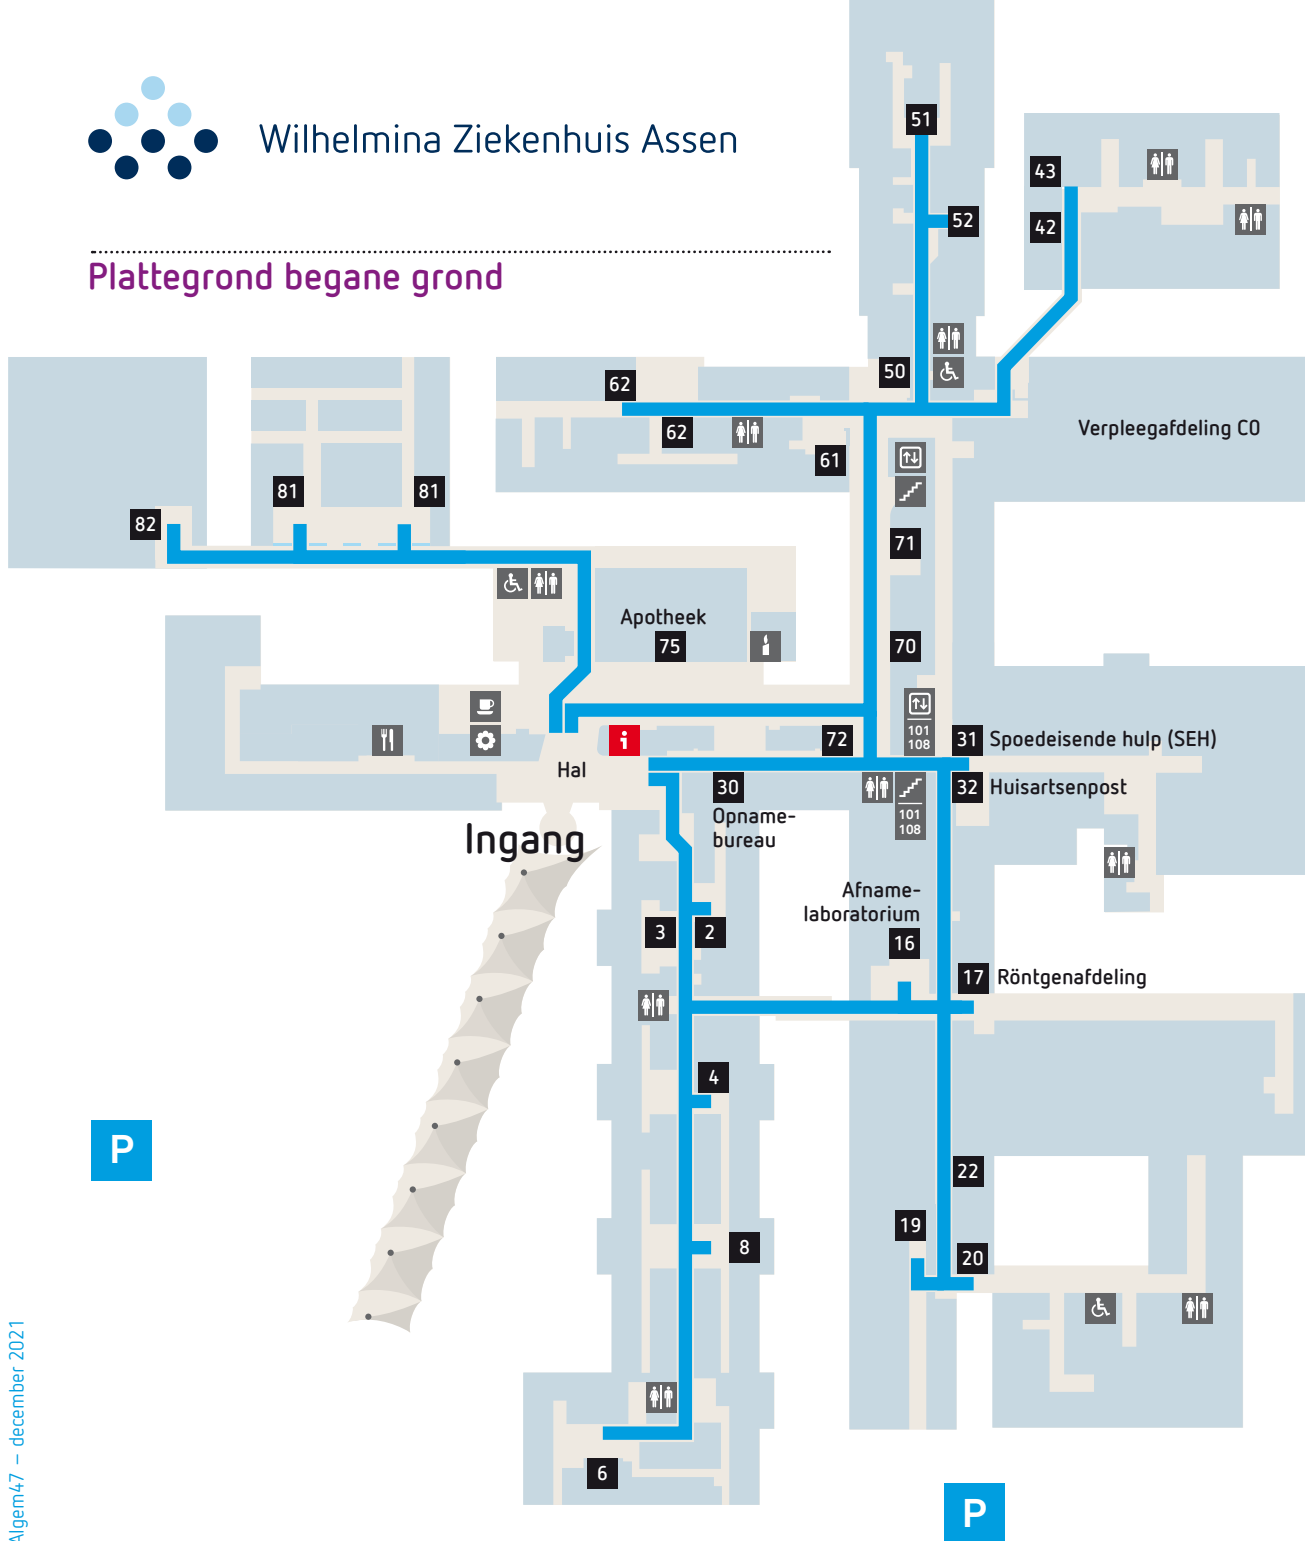 Wilhelmina Ziekenhuis Assen
Plattegrond begane grond
51
52
43
42
50
62
62
61
Verpleegafdeling C0
81
81
82
71
70
Apotheek
75
101
108
72
31 Spoedeisende hulp (SEH)
Hal
30
Opname-
bureau
32 Huisartsenpost
101
108
Ingang
Afname-
laboratorium
16
3
2
17 Röntgenafdeling
4
P
22
19
20
8
6
P
Algem47 – december 2021